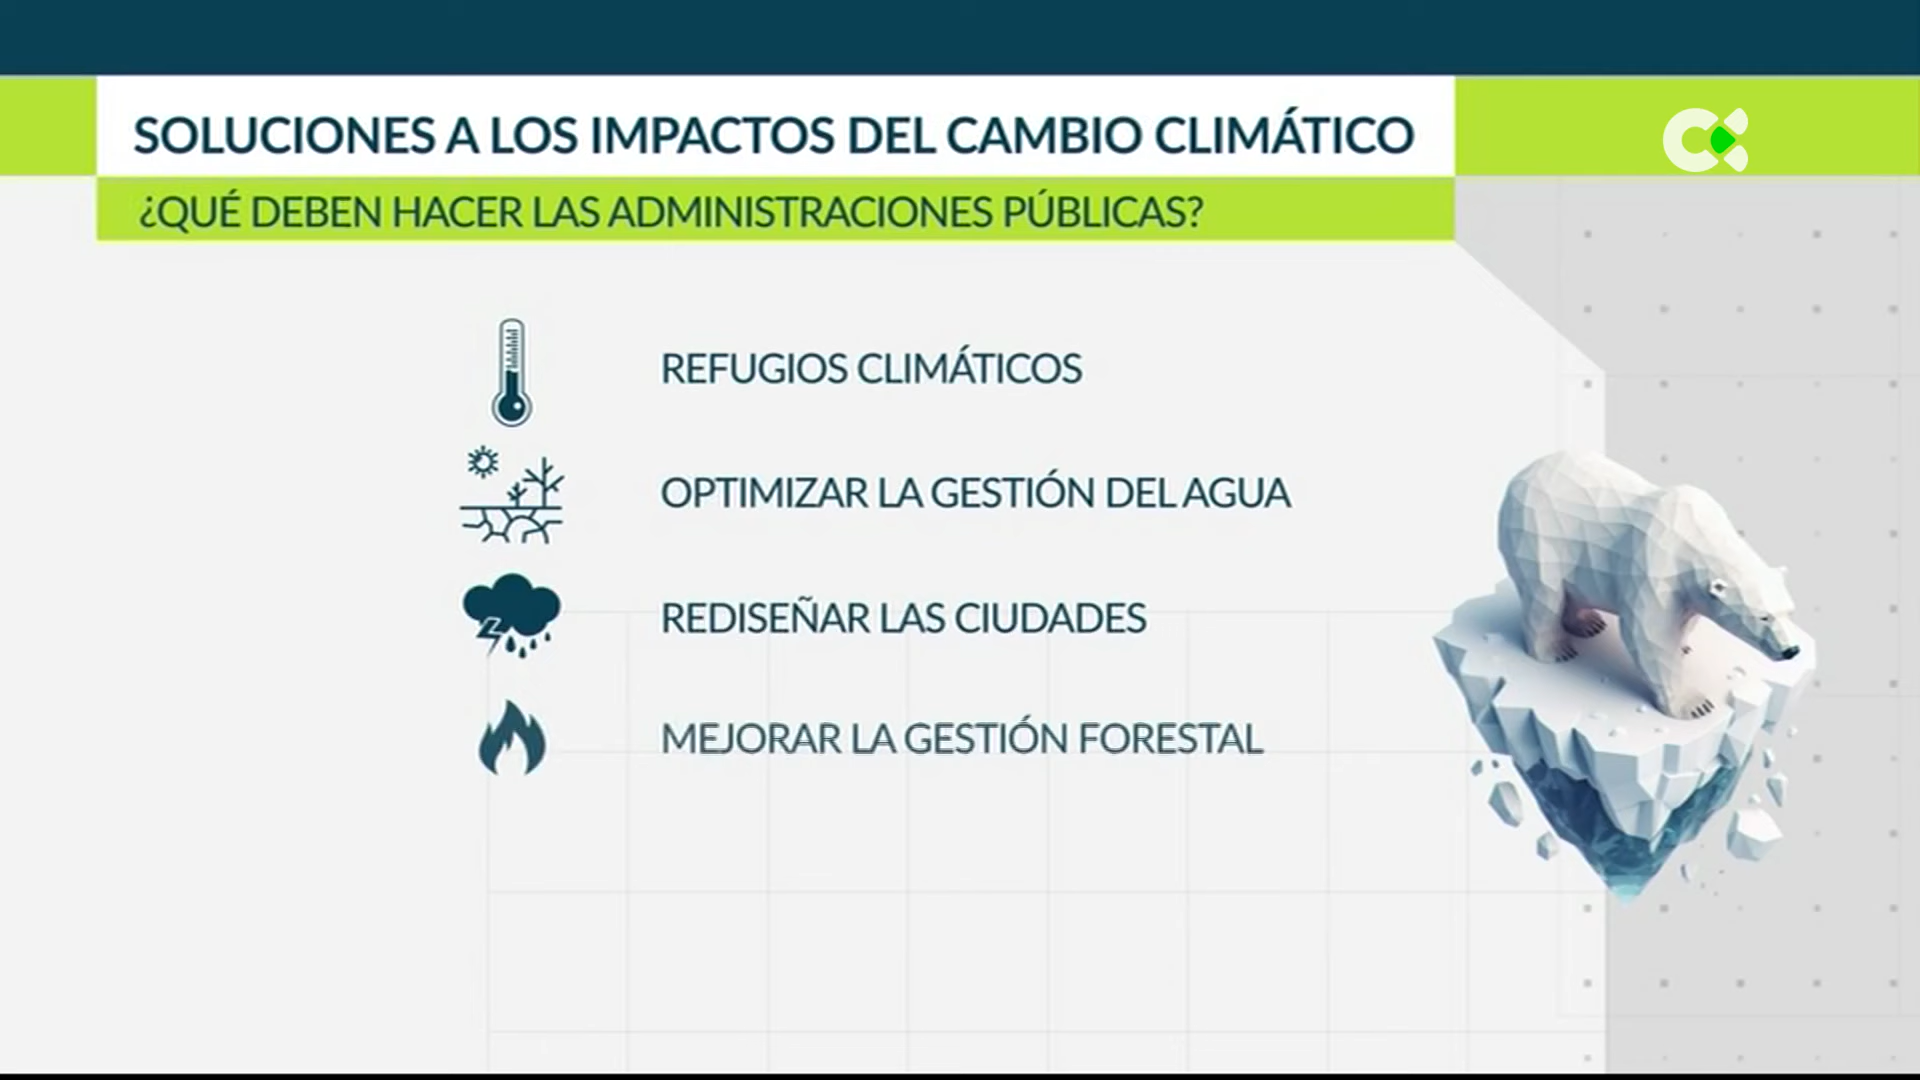 SOLUCIONES A LOS IMPACTOS DEL CAMBIO CLIMÁTICO
¿QUÉ DEBEN HACER LAS ADMINISTRACIONES PÚBLICAS?
REFUGIOS CLIMÁTICOS
OPTIMIZAR LA GESTIÓN DEL AGUA
REDISEÑAR LAS CIUDADES
MEJORAR LA GESTIÓN FORESTAL